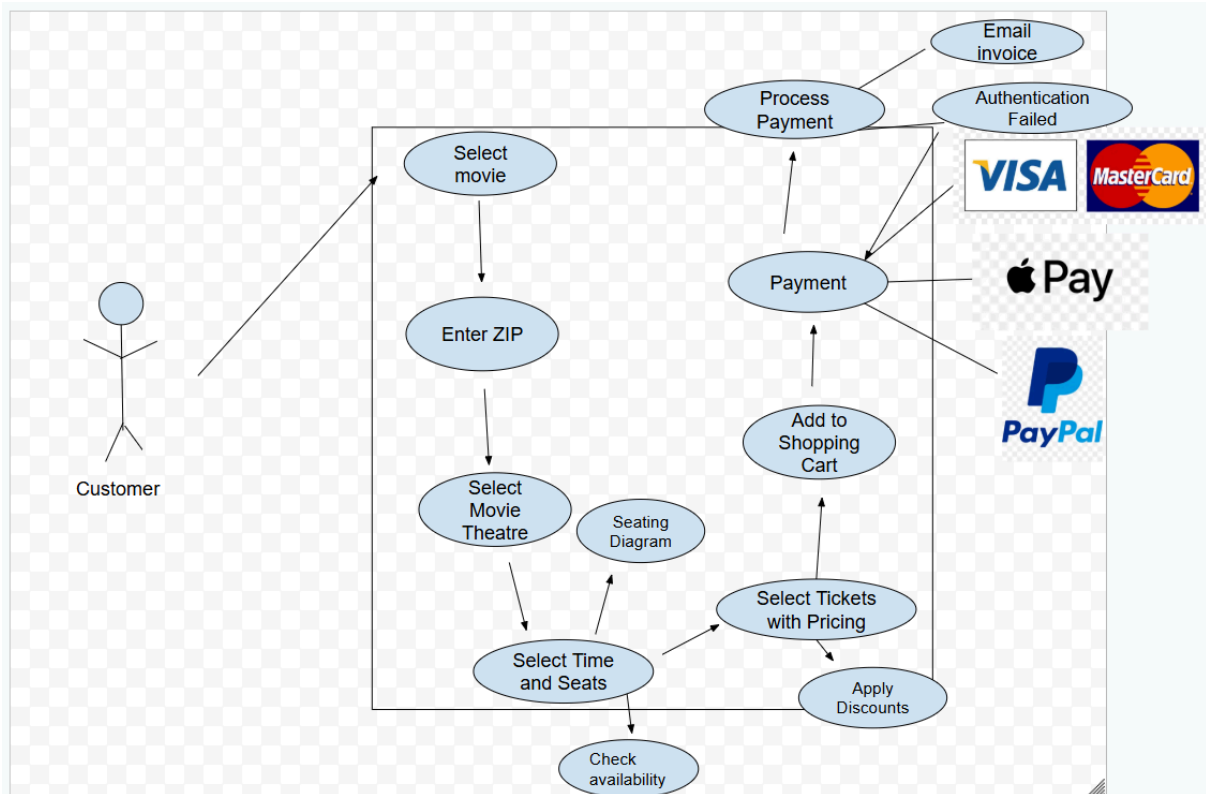 Email
invoice
Process
Payment
Authentication
Failed
Select
movie
VISA
MasterCard
Payment
Pay
Enter ZIP
PayPal
Add to
Shopping
Cart
Customer
Select
Movie
Theatre
Seating
Diagram
Select Tickets
with Pricing
Select Time
and Seats
Apply
Discounts
Check
availability